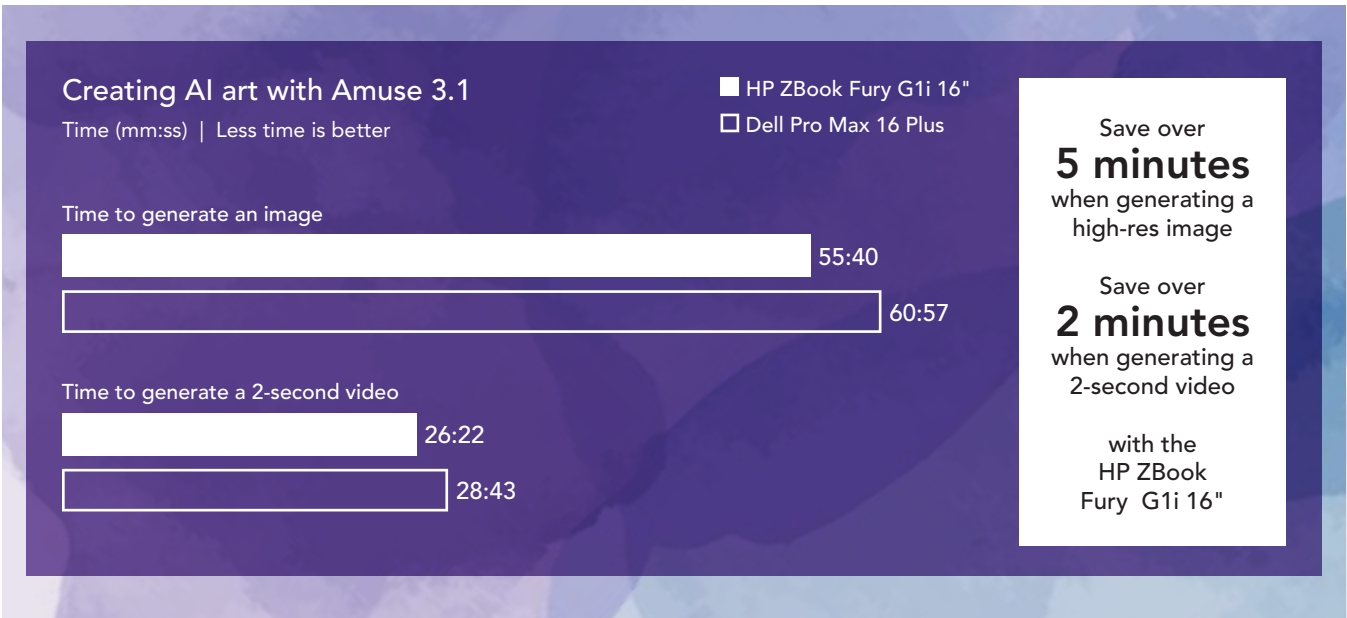 Creating AI art with Amuse 3.1
Time (mm:ss) | Less time is better
HP ZBook Fury G1i 16"
Dell Pro Max 16 Plus
Time to generate an image
55:40
60:57
Time to generate a 2-second video
26:22
28:43
Save over
5 minutes
when generating a
high-res image
Save over
2 minutes
when generating a
2-second video
with the
HP ZBook
Fury G1i 16"